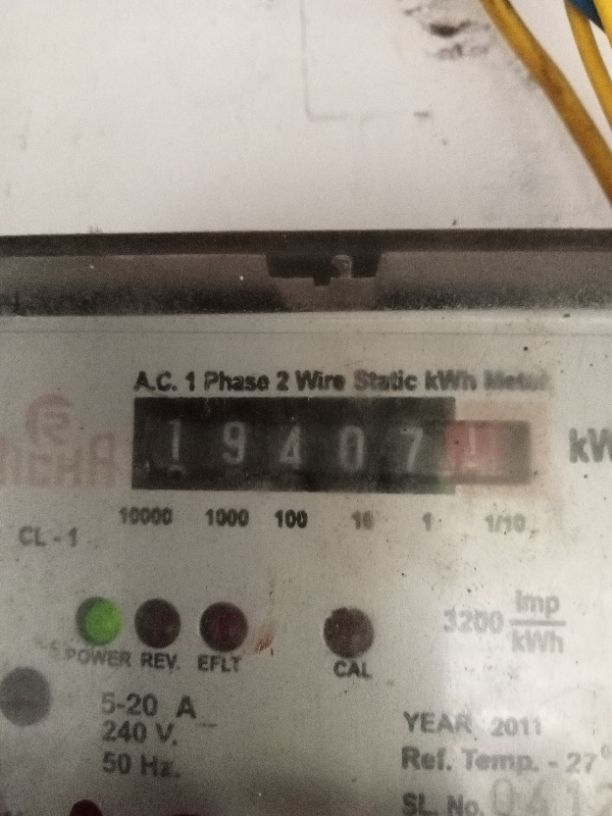 A.C. 1 Phase 2 Wire Static kWh Meter
1 9 4 0 7 1
kW
10000 1000 100 10 1 1/10
CL - 1
3200 Imp/kWh
POWER REV. EFLT CAL
5-20 A
240 V.
50 Hz.
YEAR 2011
Ref. Temp. - 27°
SL. No. 041